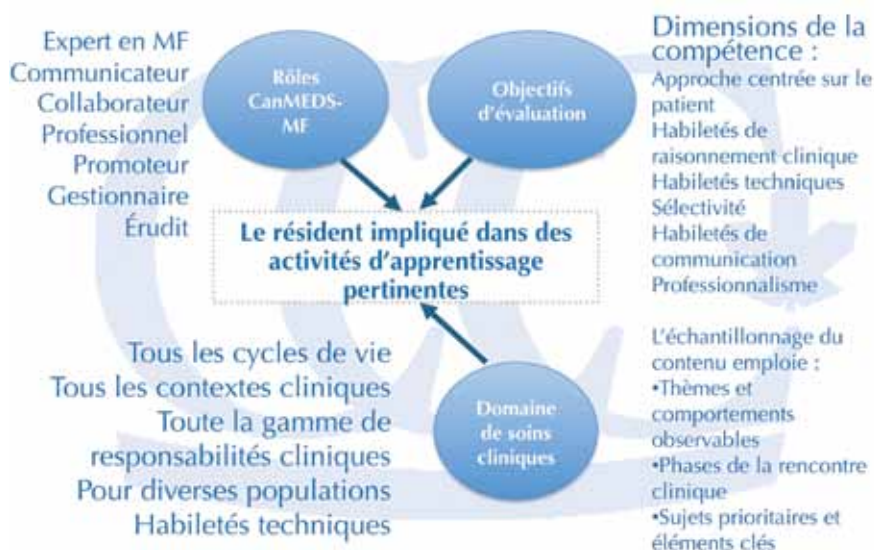 Expert en MF
Communicateur
Collaborateur
Professionnel
Promoteur
Gestionnaire
Érudit
Rôles
CanMEDS-
MF
Objectifs
d'évaluation
Dimensions de la
compétence :
Approche centrée sur le
patient
Habiletés de
raisonnement clinique
Habiletés techniques
Sélectivité
Habiletés de
communication
Professionnalisme
Le résident impliqué dans des
activités d'apprentissage
pertinentes
Tous les cycles de vie
Tous les contextes cliniques
Toute la gamme de
responsabilités cliniques
Pour diverses populations
Habiletés techniques
Domaine
de soins
cliniques
L'échantillonnage du
contenu emploie :
•Thèmes et
comportements
observables
•Phases de la rencontre
clinique
•Sujets prioritaires et
éléments clés